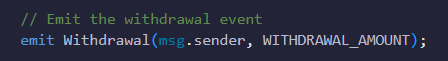 // Emit the withdrawal event
emit Withdrawal(msg.sender, WITHDRAWAL_AMOUNT);